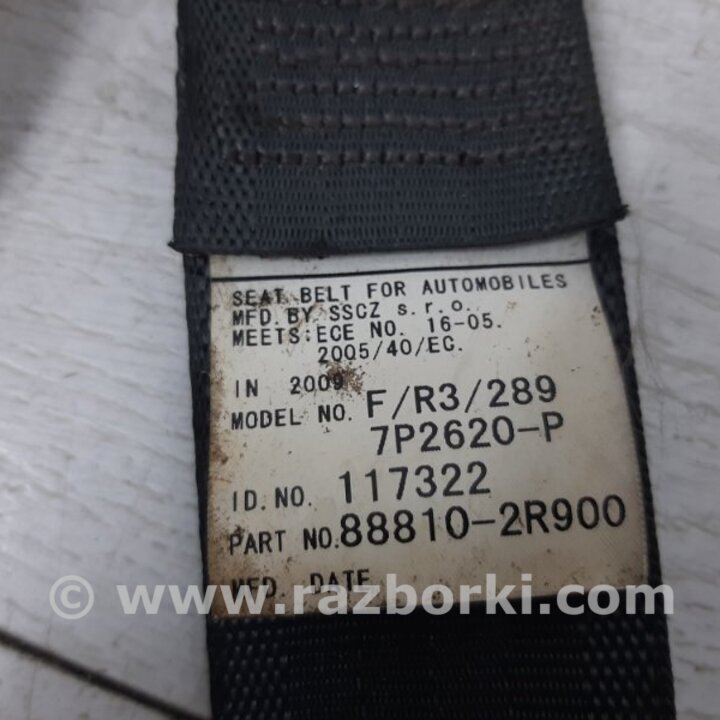 SEAT BELT FOR AUTOMOBILES
MFD. BY SSCZ s.r.o.
MEETS:ECE NO. 16-05.
2005/40/EC.
IN 2009
MODEL NO. F/R3/289
7P2620-P
ID.NO. 117322
PART NO.88810-2R900
MFD. DATE
© www.razborki.com